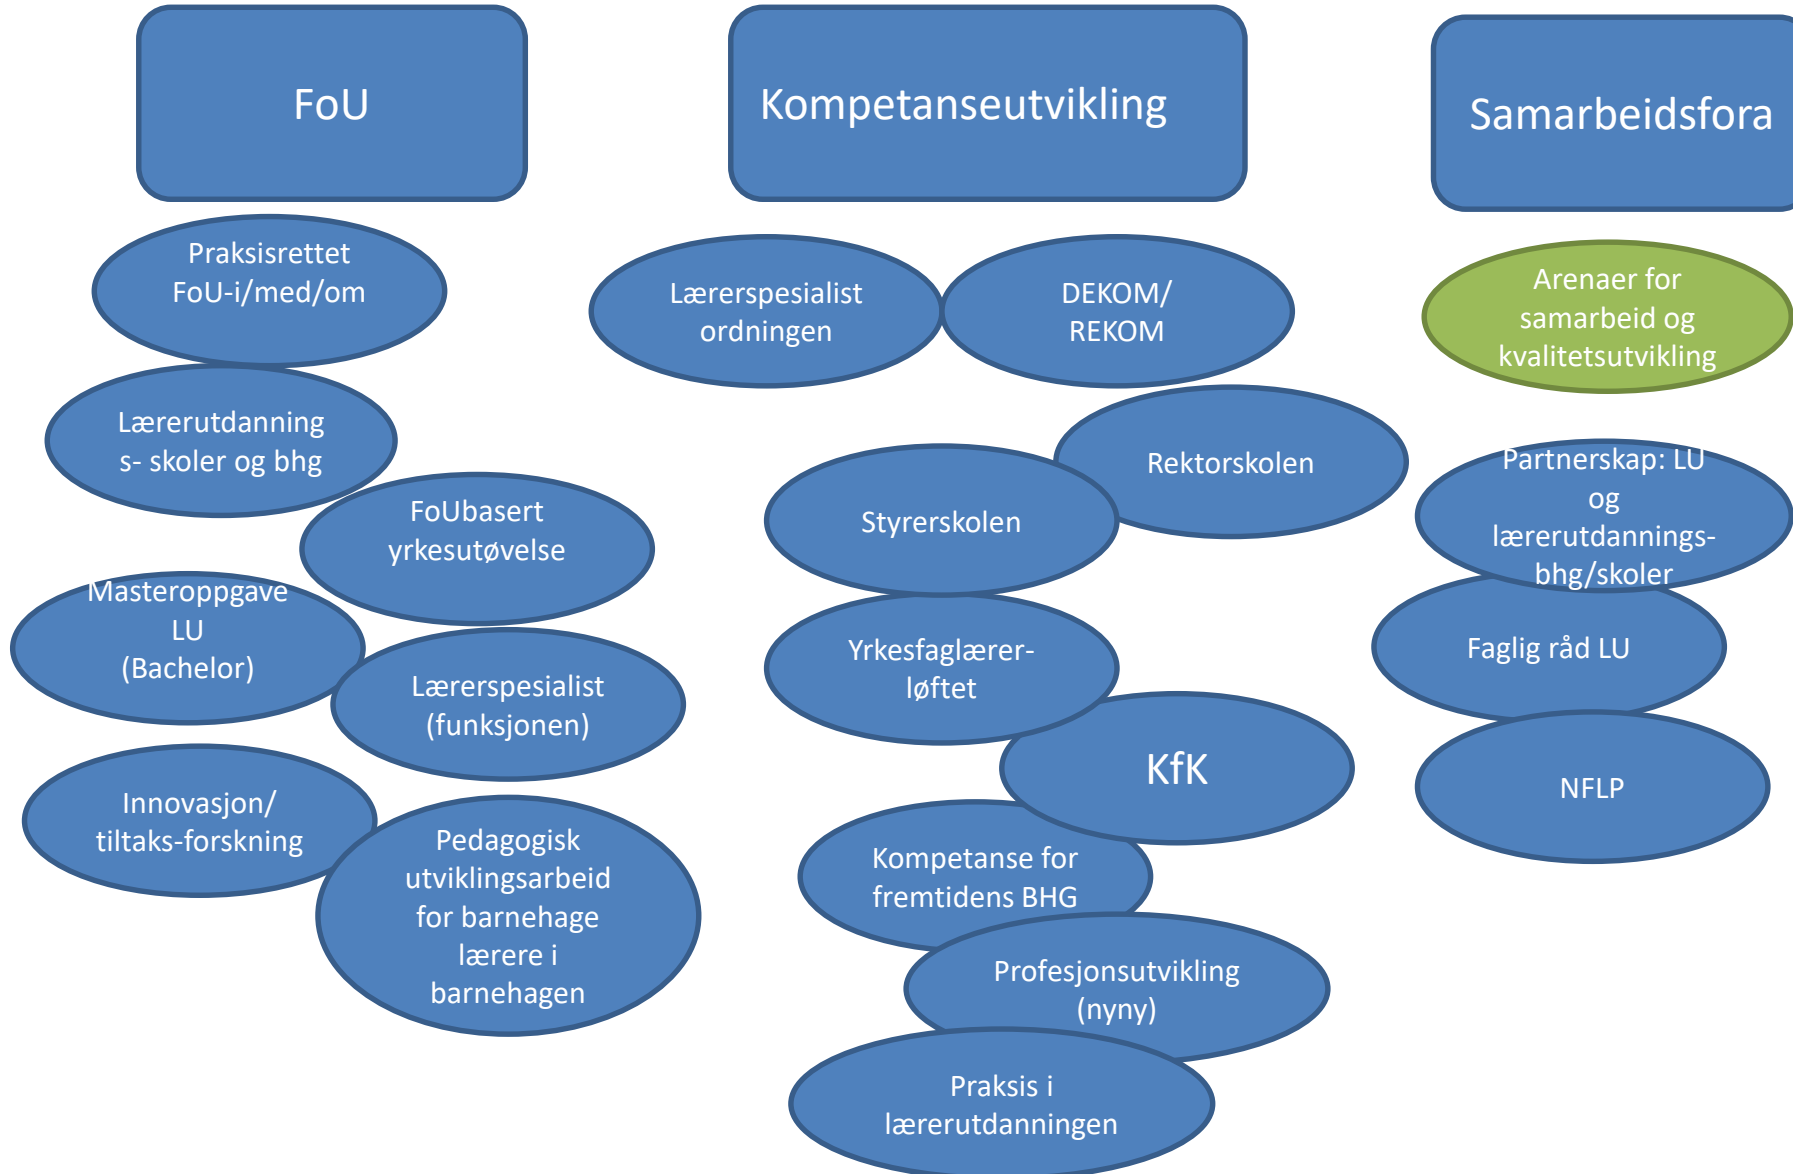 FoU
Kompetanseutvikling
Samarbeidsfora
Praksisrettet
FoU-i/med/om
Lærerutdanning
s- skoler og bhg
FoUbasert
yrkesutøvelse
Masteroppgave
LU
(Bachelor)
Lærerspesialist
(funksjonen)
Innovasjon/
tiltaks-forskning
Pedagogisk
utviklingsarbeid
for barnehage
lærere i
barnehagen
Lærerspesialist
ordningen
DEKOM/
REKOM
Rektorskolen
Styrerskolen
Yrkesfaglærer-
løftet
KfK
Kompetanse for
fremtidens BHG
Profesjonsutvikling
(nyny)
Praksis i
lærerutdanningen
Arenaer for
samarbeid og
kvalitetsutvikling
Partnerskap: LU
og
lærerutdannings-
bhg/skoler
Faglig råd LU
NFLP